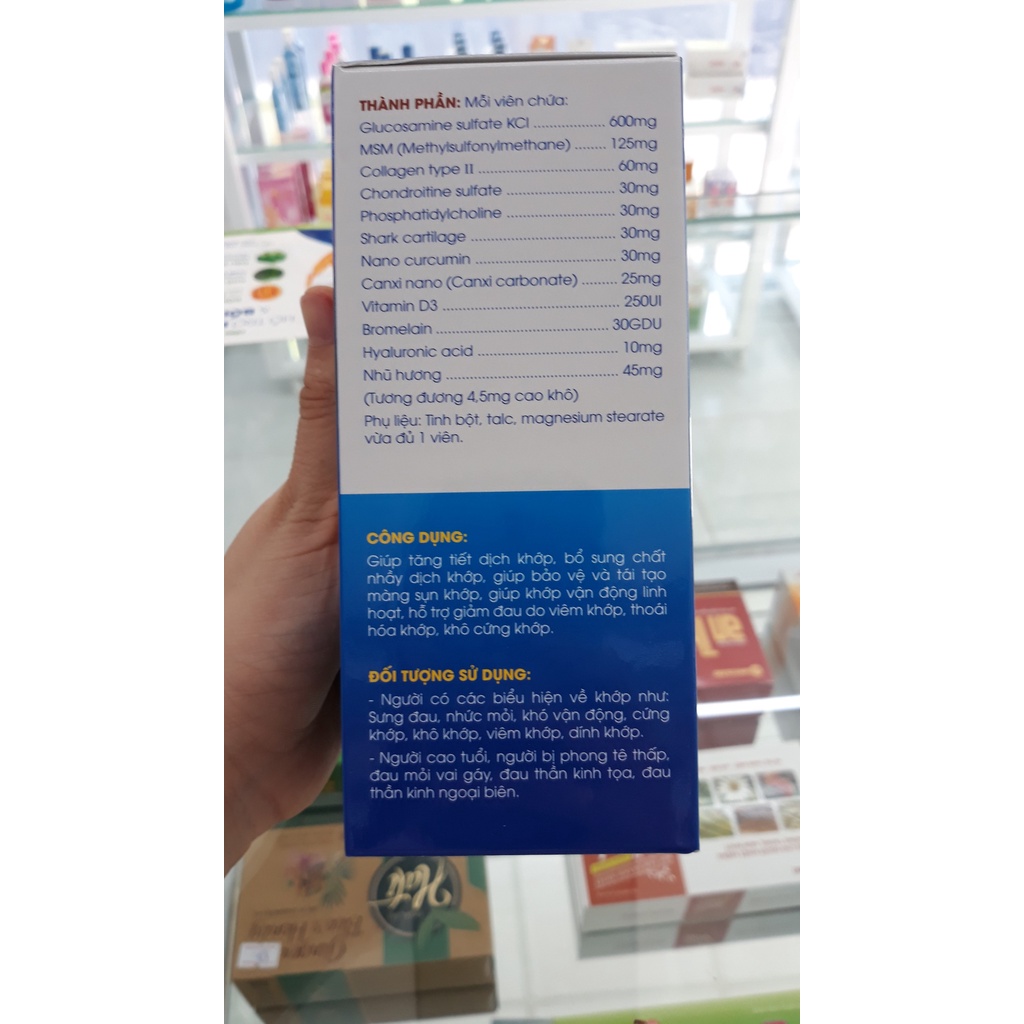 THÀNH PHẦN: Mỗi viên chứa:
Glucosamine sulfate KCl .................. 600mg
MSM (Methylsulfonylmethane) ........ 125mg
Collagen type II .................................. 60mg
Chondroitine sulfate ........................... 30mg
Phosphatidylcholine ........................... 30mg
Shark cartilage .................................... 30mg
Nano curcumin ................................... 30mg
Canxi nano (Canxi carbonate) ......... 25mg
Vitamin D3 ............................................ 250UI
Bromelain ........................................... 30GDU
Hyaluronic acid ................................... 10mg
Nhũ hương ........................................... 45mg
(Tương đương 4,5mg cao khô)
Phụ liệu: Tinh bột, talc, magnesium stearate
vừa đủ 1 viên.
CÔNG DỤNG:
Giúp tăng tiết dịch khớp, bổ sung chất
nhầy dịch khớp, giúp bảo vệ và tái tạo
màng sụn khớp, giúp khớp vận động linh
hoạt, hỗ trợ giảm đau do viêm khớp, thoái
hóa khớp, khô cứng khớp.
ĐỐI TƯỢNG SỬ DỤNG:
- Người có các biểu hiện về khớp như:
Sưng đau, nhức mỏi, khó vận động, cứng
khớp, khô khớp, viêm khớp, dính khớp.
- Người cao tuổi, người bị phong tê thấp,
đau mỏi vai gáy, đau thần kinh tọa, đau
thần kinh ngoại biên.